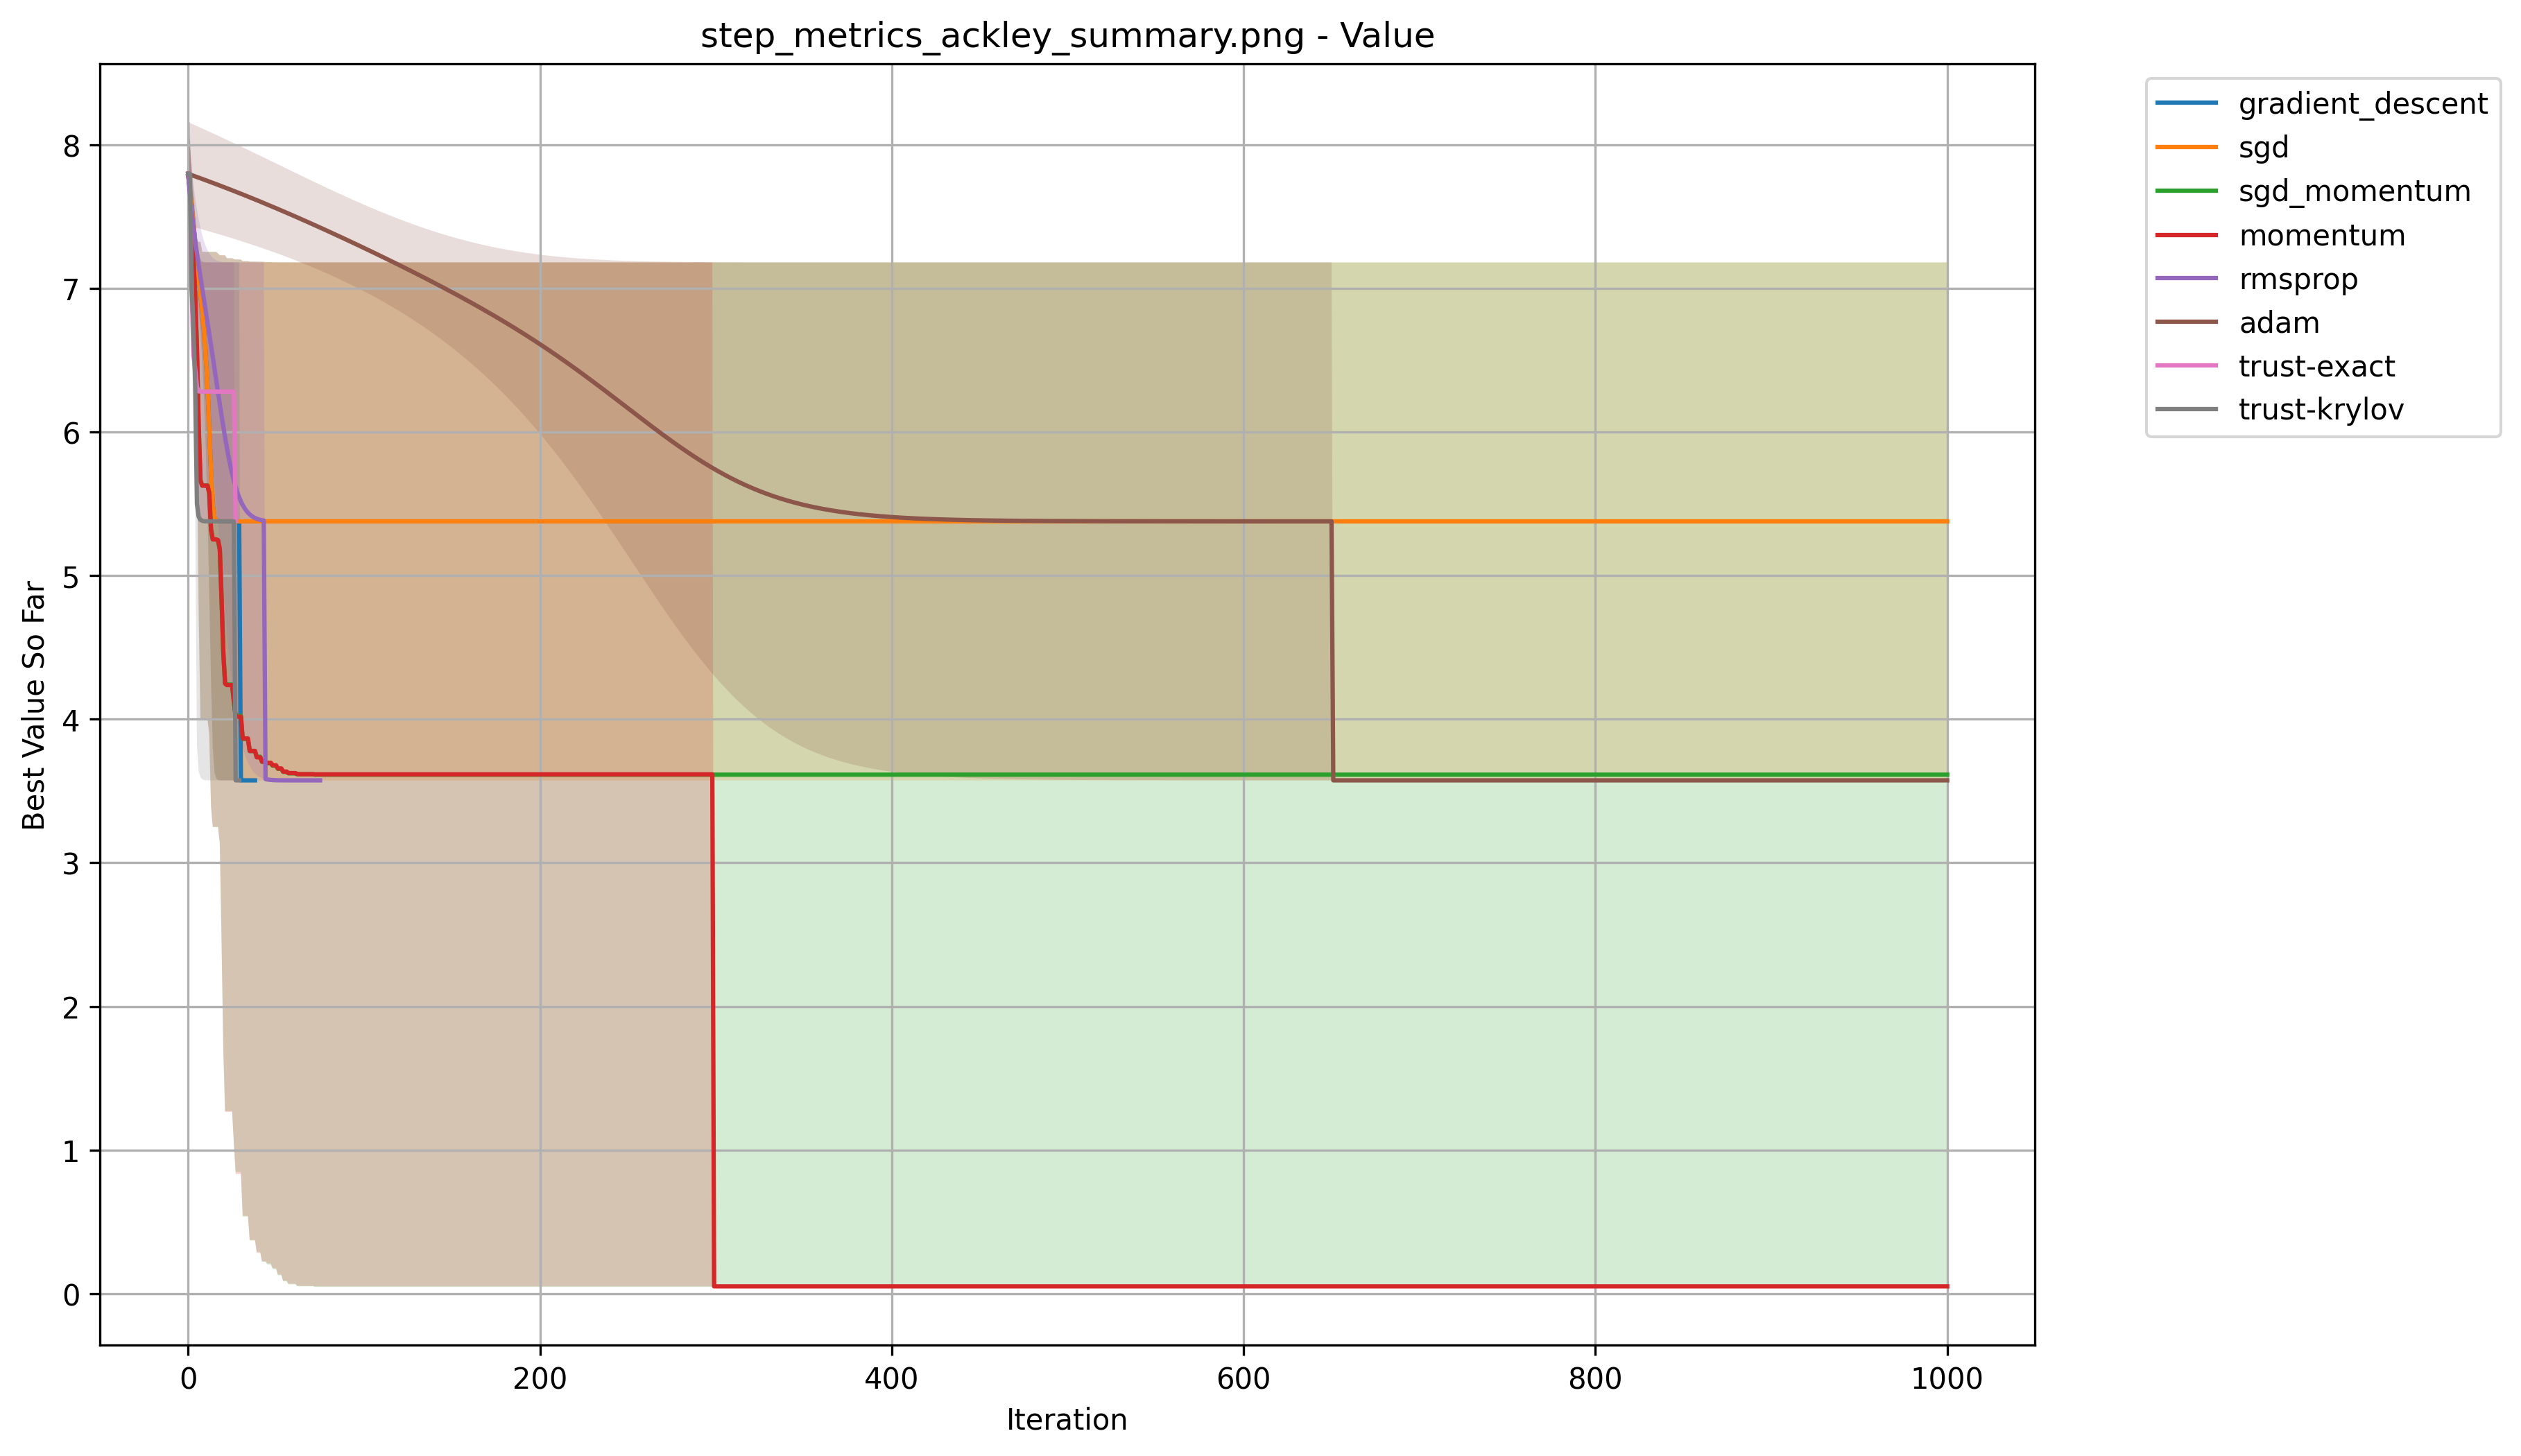 step_metrics_ackley_summary.png - Value
Best Value So Far
8
7
6
5
4
3
2
1
0
0 200 400 600 800 1000
Iteration
gradient_descent
sgd
sgd_momentum
momentum
rmsprop
adam
trust-exact
trust-krylov